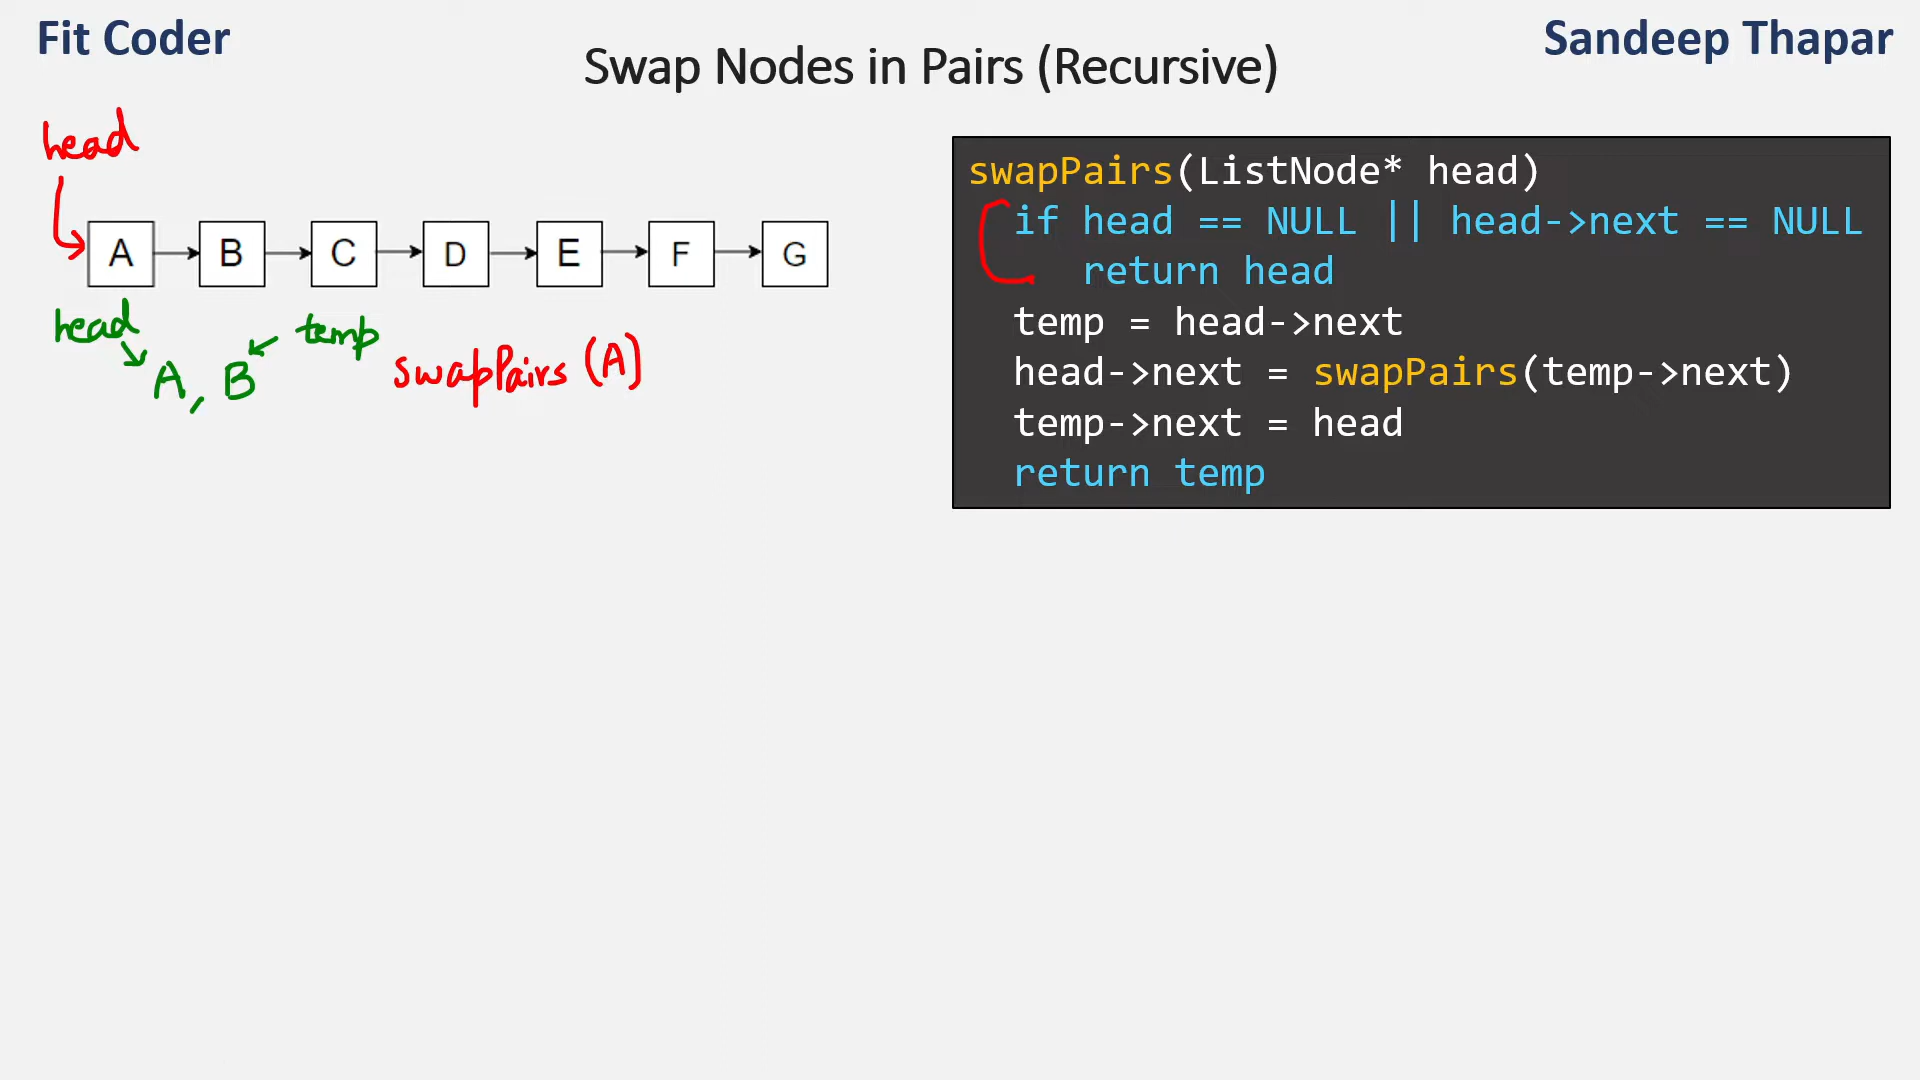 Fit Coder
Sandeep Thapar
Swap Nodes in Pairs (Recursive)
head
A B C D E F G
head
temp
A, B
swapPairs (A)
swapPairs(ListNode* head)
if head == NULL || head->next == NULL
return head
temp = head->next
head->next = swapPairs(temp->next)
temp->next = head
return temp